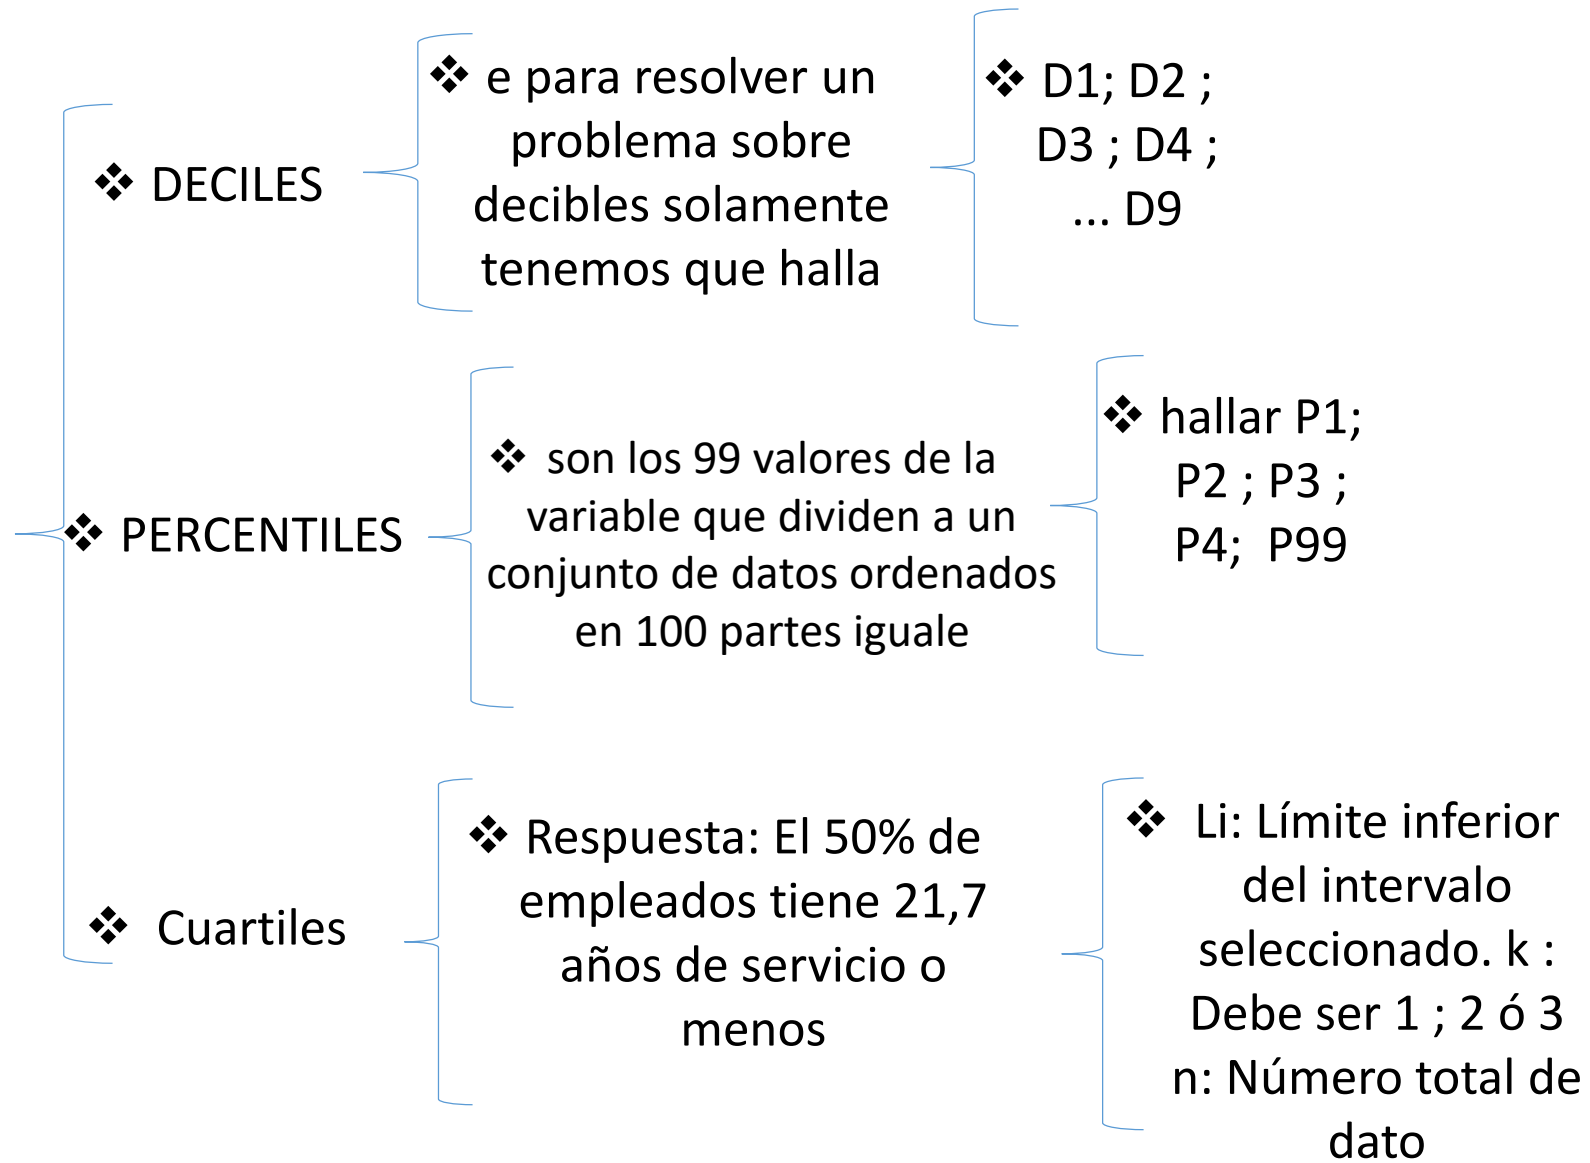 ❖ DECILES
❖ e para resolver un
problema sobre
decibles solamente
tenemos que halla
❖ D1; D2 ;
D3 ; D4 ;
... D9
❖ PERCENTILES
❖ son los 99 valores de la
variable que dividen a un
conjunto de datos ordenados
en 100 partes iguale
❖ hallar P1;
P2 ; P3 ;
P4; P99
❖ Cuartiles
❖ Respuesta: El 50% de
empleados tiene 21,7
años de servicio o
menos
❖ Li: Límite inferior
del intervalo
seleccionado. k :
Debe ser 1 ; 2 ó 3
n: Número total de
dato